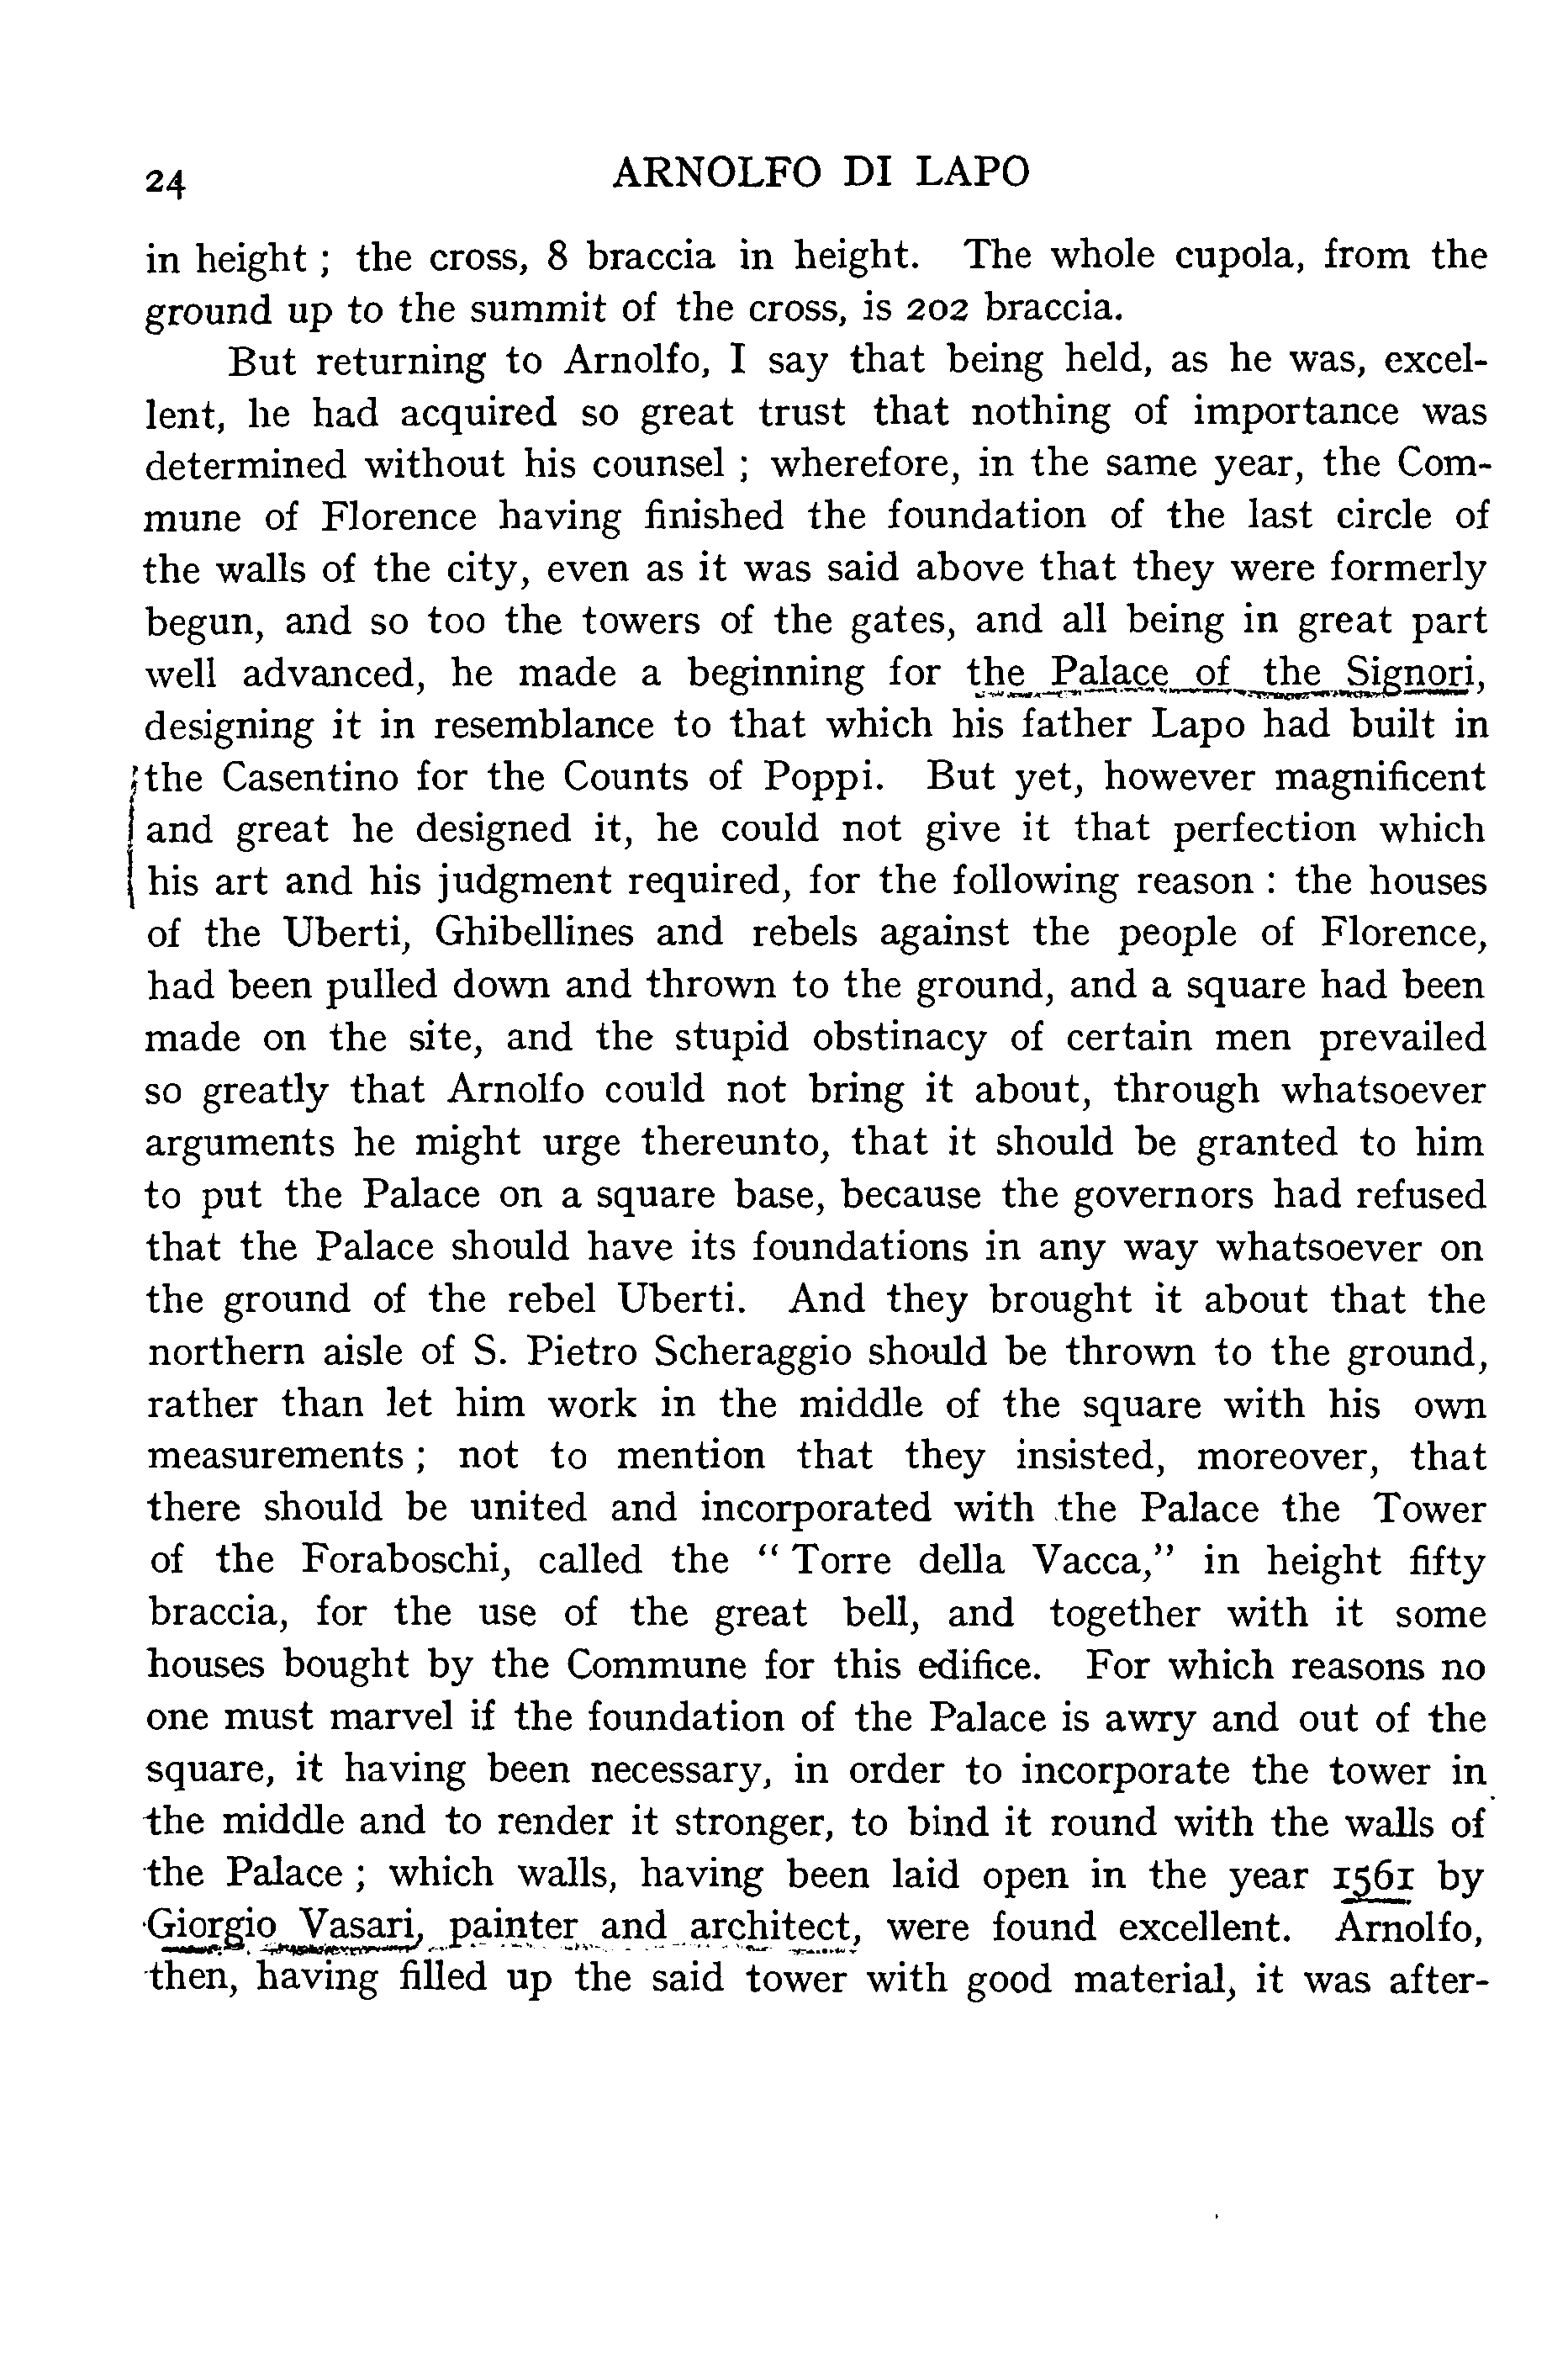 24 ARNOLFO DI LAPO
in height ; the cross, 8 braccia in height. The whole cupola, from the
ground up to the summit of the cross, is 202 braccia.
But returning to Arnolfo, I say that being held, as he was, excel-
lent, he had acquired so great trust that nothing of importance was
determined without his counsel ; wherefore, in the same year, the Com-
mune of Florence having finished the foundation of the last circle of
the walls of the city, even as it was said above that they were formerly
begun, and so too the towers of the gates, and all being in great part
well advanced, he made a beginning for the Palace of the Signori,
designing it in resemblance to that which his father Lapo had built in
the Casentino for the Counts of Poppi. But yet, however magnificent
and great he designed it, he could not give it that perfection which
his art and his judgment required, for the following reason : the houses
of the Uberti, Ghibellines and rebels against the people of Florence,
had been pulled down and thrown to the ground, and a square had been
made on the site, and the stupid obstinacy of certain men prevailed
so greatly that Arnolfo could not bring it about, through whatsoever
arguments he might urge thereunto, that it should be granted to him
to put the Palace on a square base, because the governors had refused
that the Palace should have its foundations in any way whatsoever on
the ground of the rebel Uberti. And they brought it about that the
northern aisle of S. Pietro Scheraggio should be thrown to the ground,
rather than let him work in the middle of the square with his own
measurements ; not to mention that they insisted, moreover, that
there should be united and incorporated with the Palace the Tower
of the Foraboschi, called the “ Torre della Vacca,” in height fifty
braccia, for the use of the great bell, and together with it some
houses bought by the Commune for this edifice. For which reasons no
one must marvel if the foundation of the Palace is awry and out of the
square, it having been necessary, in order to incorporate the tower in
the middle and to render it stronger, to bind it round with the walls of
the Palace ; which walls, having been laid open in the year 1561 by
Giorgio Vasari, painter and architect, were found excellent. Arnolfo,
then, having filled up the said tower with good material, it was after-